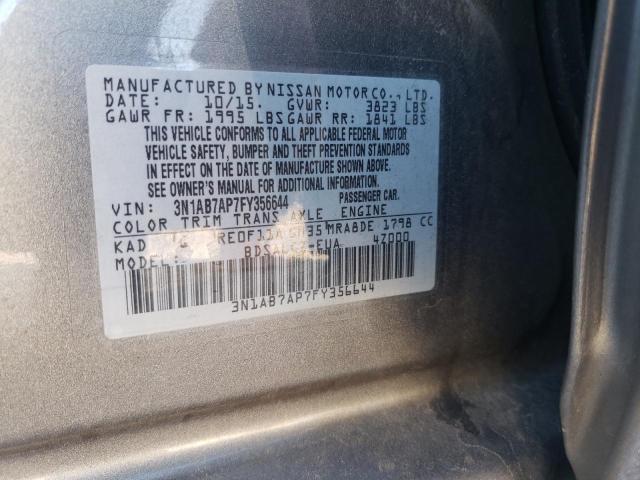 MANUFACTURED BY NISSAN MOTOR CO., LTD.
DATE: 10/15. GVWR: 3823 LBS
GAWR FR: 1995 LBS GAWR RR: 1841 LBS
THIS VEHICLE CONFORMS TO ALL APPLICABLE FEDERAL MOTOR
VEHICLE SAFETY, BUMPER AND THEFT PREVENTION STANDARDS
IN EFFECT ON THE DATE OF MANUFACTURE SHOWN ABOVE.
SEE OWNER'S MANUAL FOR ADDITIONAL INFORMATION.
VIN: 3N1AB7AP7FY356644 PASSENGER CAR.
COLOR TRIM TRANS AXLE ENGINE
KAD RE0F11A MRA8DE 1798 CC
MODEL: -EUA 4Z000
3N1AB7AP7FY356644